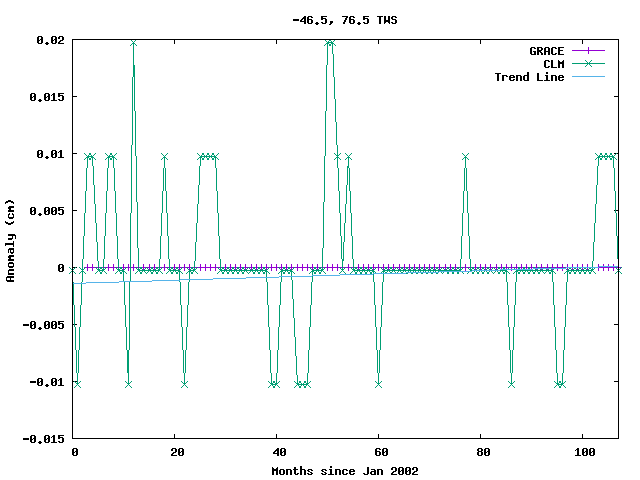 -46.5, 76.5 TWS
GRACE
CLM
Trend Line
0.02
0.015
0.01
0.005
0
-0.005
-0.01
-0.015
Anomaly (cm)
0 20 40 60 80 100
Months since Jan 2002